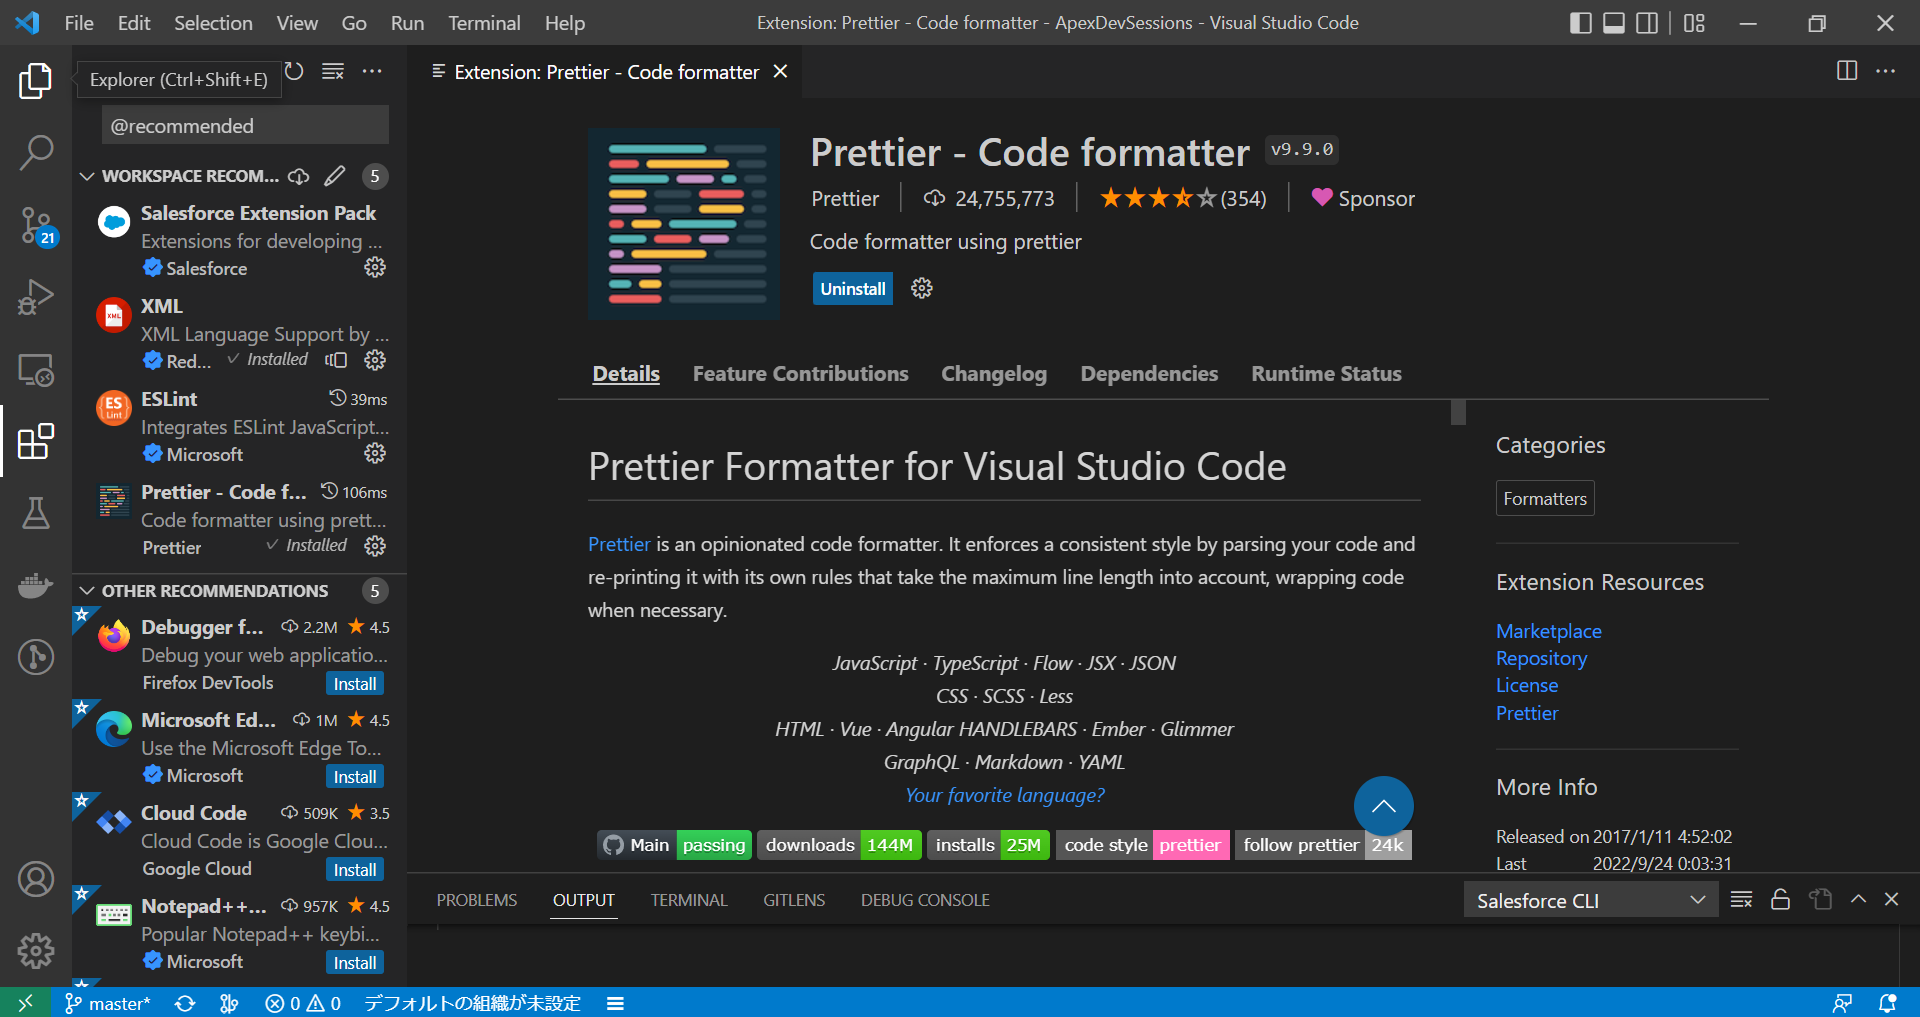 File Edit Selection View Go Run Terminal Help
Extension: Prettier - Code formatter - ApexDevSessions - Visual Studio Code
Explorer (Ctrl+Shift+E)
@recommended
WORKSPACE RECOM... 5
Salesforce Extension Pack
Extensions for developing ...
Salesforce
XML
XML
XML Language Support by ...
Red... ✓ Installed
ES Lint
ESLint 39ms
Integrates ESLint JavaScript...
Microsoft
Prettier - Code f... 106ms
Code formatter using prett...
Prettier ✓ Installed
21
OTHER RECOMMENDATIONS 5
Debugger f... 2.2M ★ 4.5
Debug your web applicatio...
Firefox DevTools Install
Microsoft Ed... 1M ★ 4.5
Use the Microsoft Edge To...
Microsoft Install
Cloud Code 509K ★ 3.5
Cloud Code is Google Clou...
Google Cloud Install
Notepad++... 957K ★ 4.5
Popular Notepad++ keybi...
Microsoft Install
Extension: Prettier - Code formatter
Prettier - Code formatter v9.9.0
Prettier 24,755,773 (354) Sponsor
Code formatter using prettier
Uninstall
Details Feature Contributions Changelog Dependencies Runtime Status
Prettier Formatter for Visual Studio Code
Prettier is an opinionated code formatter. It enforces a consistent style by parsing your code and
re-printing it with its own rules that take the maximum line length into account, wrapping code
when necessary.
JavaScript · TypeScript · Flow · JSX · JSON
CSS · SCSS · Less
HTML · Vue · Angular HANDLEBARS · Ember · Glimmer
GraphQL · Markdown · YAML
Your favorite language?
Main passing downloads 144M installs 25M code style prettier follow prettier 24k
Categories
Formatters
Extension Resources
Marketplace
Repository
License
Prettier
More Info
Released on 2017/1/11 4:52:02
Last 2022/9/24 0:03:31
PROBLEMS OUTPUT TERMINAL GITLENS DEBUG CONSOLE
Salesforce CLI
master* 0 0 デフォルトの組織が未設定